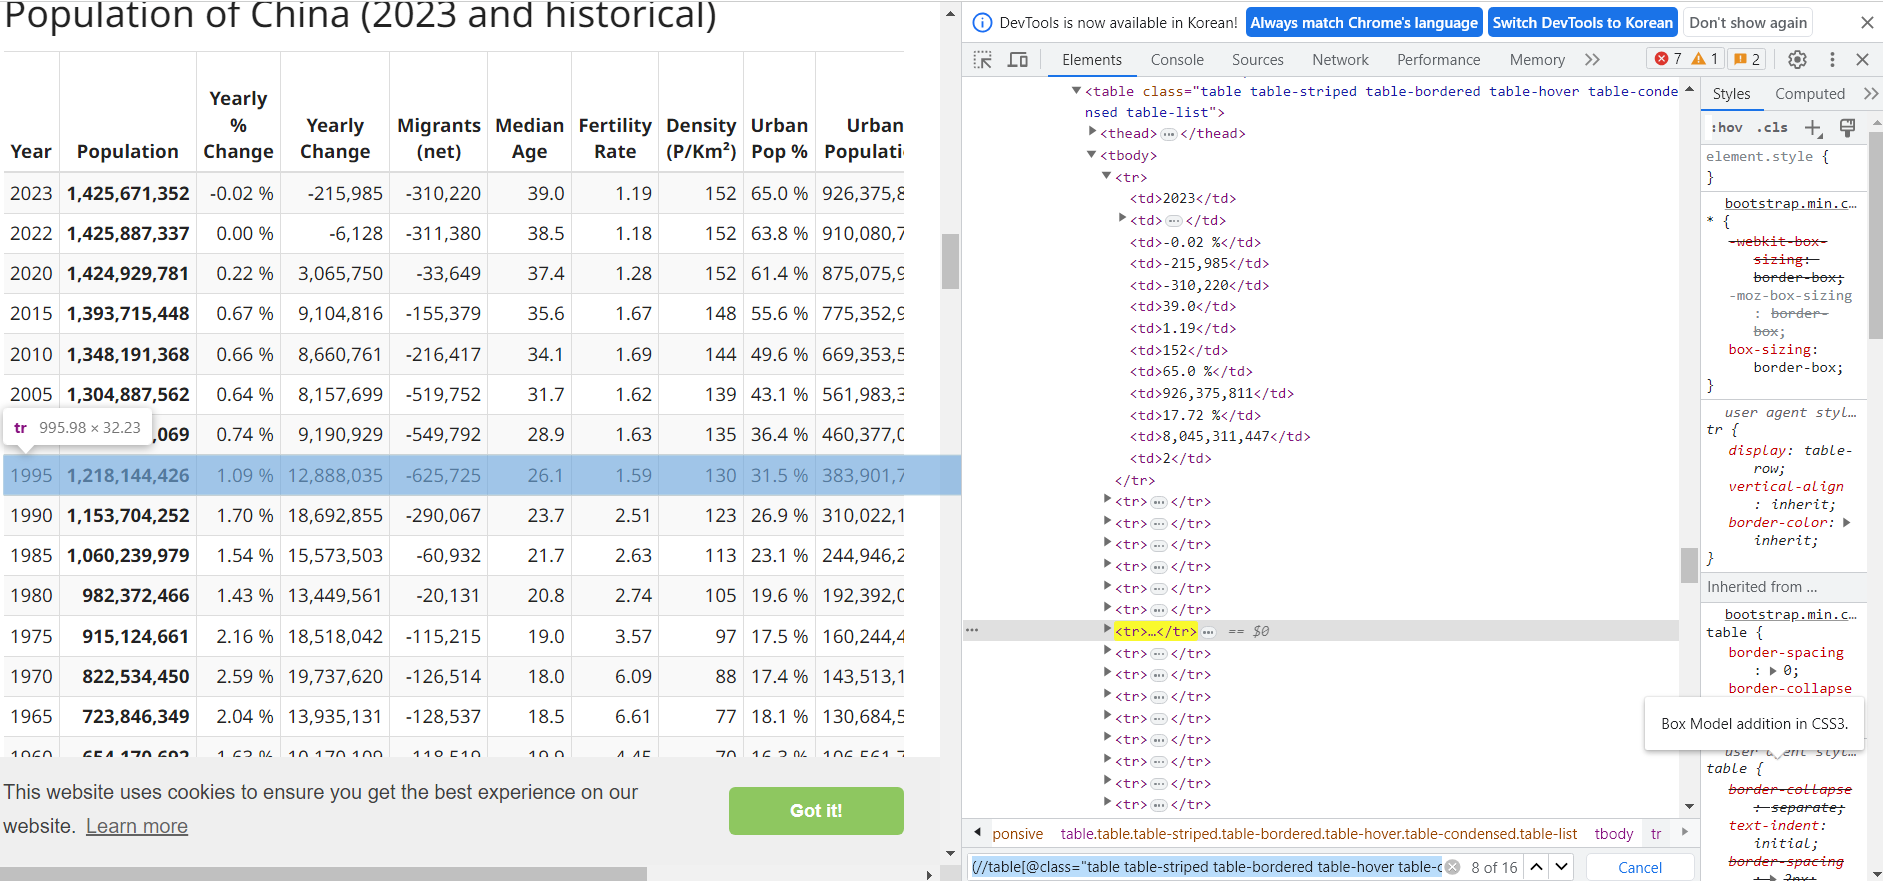 Population of China (2023 and historical)
Year Population Yearly % Change Yearly Change Migrants (net) Median Age Fertility Rate Density (P/Km²) Urban Pop % Urban
2023 1,425,671,352 -0.02 % -215,985 -310,220 39.0 1.19 152 65.0 % 926,375,8
2022 1,425,887,337 0.00 % -6,128 -311,380 38.5 1.18 152 63.8 % 910,080,7
2020 1,424,929,781 0.22 % 3,065,750 -33,649 37.4 1.28 152 61.4 % 875,075,9
2015 1,393,715,448 0.67 % 9,104,816 -155,379 35.6 1.67 148 55.6 % 775,352,9
2010 1,348,191,368 0.66 % 8,660,761 -216,417 34.1 1.69 144 49.6 % 669,353,5
2005 1,304,887,562 0.64 % 8,157,699 -519,752 31.7 1.62 139 43.1 % 561,983,3
tr 995.98 × 32.23
,069 0.74 % 9,190,929 -549,792 28.9 1.63 135 36.4 % 460,377,0
1995 1,218,144,426 1.09 % 12,888,035 -625,725 26.1 1.59 130 31.5 % 383,901,7
1990 1,153,704,252 1.70 % 18,692,855 -290,067 23.7 2.51 123 26.9 % 310,022,1
1985 1,060,239,979 1.54 % 15,573,503 -60,932 21.7 2.63 113 23.1 % 244,946,2
1980 982,372,466 1.43 % 13,449,561 -20,131 20.8 2.74 105 19.6 % 192,392,0
1975 915,124,661 2.16 % 18,518,042 -115,215 19.0 3.57 97 17.5 % 160,244,4
1970 822,534,450 2.59 % 19,737,620 -126,514 18.0 6.09 88 17.4 % 143,513,1
1965 723,846,349 2.04 % 13,935,131 -128,537 18.5 6.61 77 18.1 % 130,684,5
This website uses cookies to ensure you get the best experience on our
website. Learn more
Got it!
DevTools is now available in Korean! Always match Chrome's language Switch DevTools to Korean Don't show again
Elements Console Sources Network Performance Memory 7 1 2
<table class="table table-striped table-bordered table-hover table-conde
nsed table-list">
<thead> ··· </thead>
<tbody>
<tr>
<td>2023</td>
<td> ··· </td>
<td>-0.02 %</td>
<td>-215,985</td>
<td>-310,220</td>
<td>39.0</td>
<td>1.19</td>
<td>152</td>
<td>65.0 %</td>
<td>926,375,811</td>
<td>17.72 %</td>
<td>8,045,311,447</td>
<td>2</td>
</tr>
<tr> ··· </tr>
<tr> ··· </tr>
<tr> ··· </tr>
<tr> ··· </tr>
<tr> ··· </tr>
<tr> ··· </tr>
<tr>…</tr> ··· == $0
<tr> ··· </tr>
<tr> ··· </tr>
<tr> ··· </tr>
<tr> ··· </tr>
<tr> ··· </tr>
<tr> ··· </tr>
<tr> ··· </tr>
<tr> ··· </tr>
ponsive table.table.table-striped.table-bordered.table-hover.table-condensed.table-list tbody tr
(//table[@class="table table-striped table-bordered table-hover table-c 8 of 16 Cancel
Styles Computed
:hov .cls
element.style {
}
bootstrap.min.c…
* {
-webkit-box-
sizing:
border-box;
-moz-box-sizing
: border-
box;
box-sizing:
border-box;
}
user agent styl…
tr {
display: table-
row;
vertical-align
: inherit;
border-color:
inherit;
}
Inherited from ...
bootstrap.min.c…
table {
border-spacing
: 0;
border-collapse
Box Model addition in CSS3.
user agent styl…
table {
border-collapse
: separate;
text-indent:
initial;
border-spacing
: 2px;